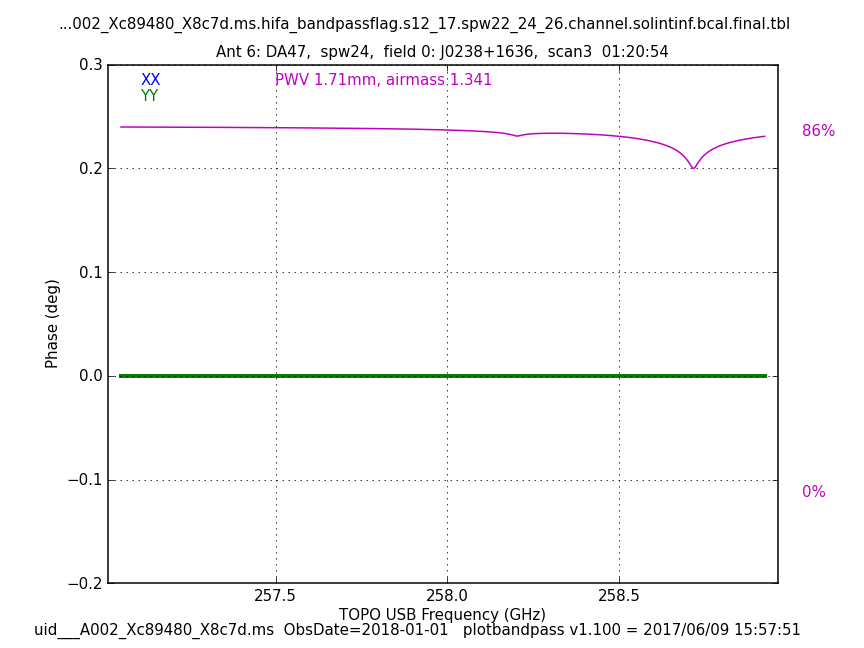 ...002_Xc89480_X8c7d.ms.hifa_bandpassflag.s12_17.spw22_24_26.channel.solintinf.bcal.final.tbl
Ant 6: DA47,  spw24,  field 0: J0238+1636,  scan3  01:20:54
XX
PWV 1.71mm, airmass 1.341
YY
86%
0%
0.3
0.2
0.1
0.0
−0.1
−0.2
Phase (deg)
257.5 258.0 258.5
TOPO USB Frequency (GHz)
uid___A002_Xc89480_X8c7d.ms  ObsDate=2018-01-01   plotbandpass v1.100 = 2017/06/09 15:57:51